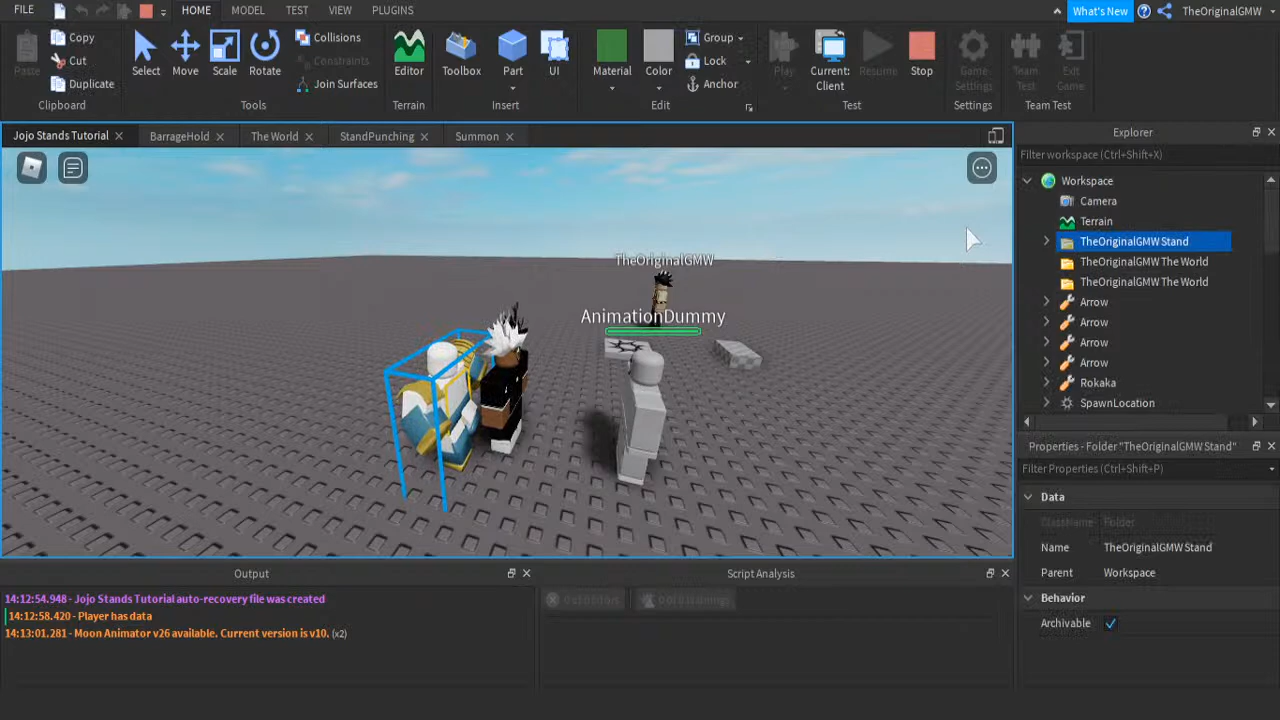 FILE
HOME
MODEL
TEST
VIEW
PLUGINS
What's New
TheOriginalGMW
Paste
Copy
Cut
Duplicate
Clipboard
Select
Move
Scale
Rotate
Collisions
Constraints
Join Surfaces
Tools
Editor
Terrain
Toolbox
Part
UI
Insert
Material
Color
Group
Lock
Anchor
Edit
Play
Current:
Client
Resume
Stop
Test
Game
Settings
Settings
Team
Test
Exit
Game
Team Test
Jojo Stands Tutorial
BarrageHold
The World
StandPunching
Summon
TheOriginalGMW
AnimationDummy
Explorer
Filter workspace (Ctrl+Shift+X)
Workspace
Camera
Terrain
TheOriginalGMW Stand
TheOriginalGMW The World
TheOriginalGMW The World
Arrow
Arrow
Arrow
Arrow
Rokaka
SpawnLocation
Properties - Folder "TheOriginalGMW Stand"
Filter Properties (Ctrl+Shift+P)
Data
ClassName Folder
Name TheOriginalGMW Stand
Parent Workspace
Behavior
Archivable
Output
14:12:54.948 - Jojo Stands Tutorial auto-recovery file was created
14:12:58.420 - Player has data
14:13:01.281 - Moon Animator v26 available. Current version is v10. (x2)
Script Analysis